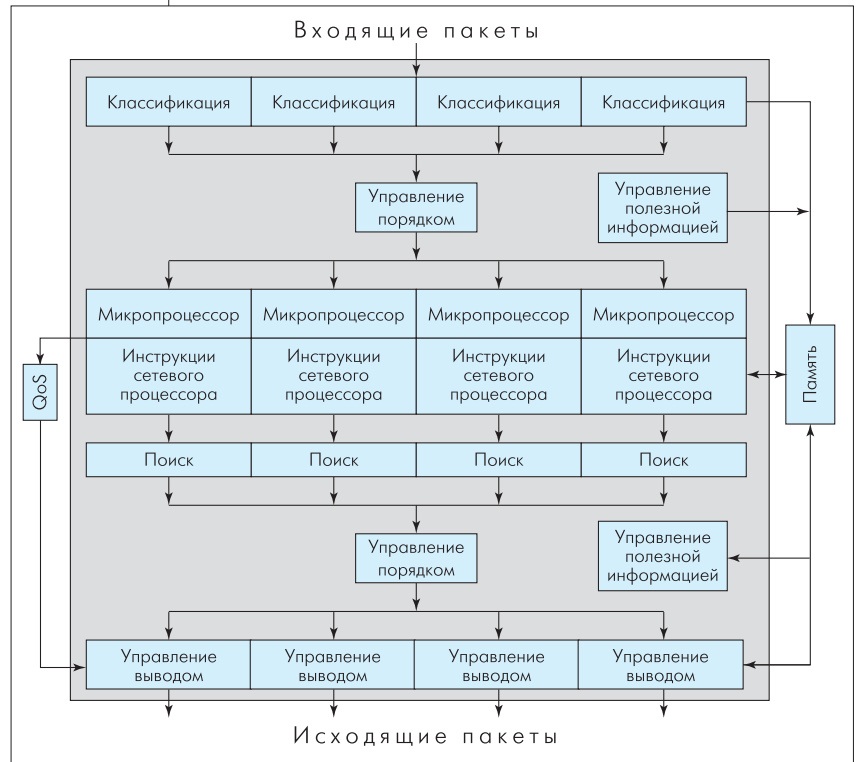 Входящие пакеты
Классификация Классификация Классификация Классификация
Управление
порядком
Управление
полезной
информацией
Микропроцессор Микропроцессор Микропроцессор Микропроцессор
Инструкции
сетевого
процессора
Инструкции
сетевого
процессора
Инструкции
сетевого
процессора
Инструкции
сетевого
процессора
QoS
Память
Поиск Поиск Поиск Поиск
Управление
порядком
Управление
полезной
информацией
Управление
выводом
Управление
выводом
Управление
выводом
Управление
выводом
Исходящие пакеты